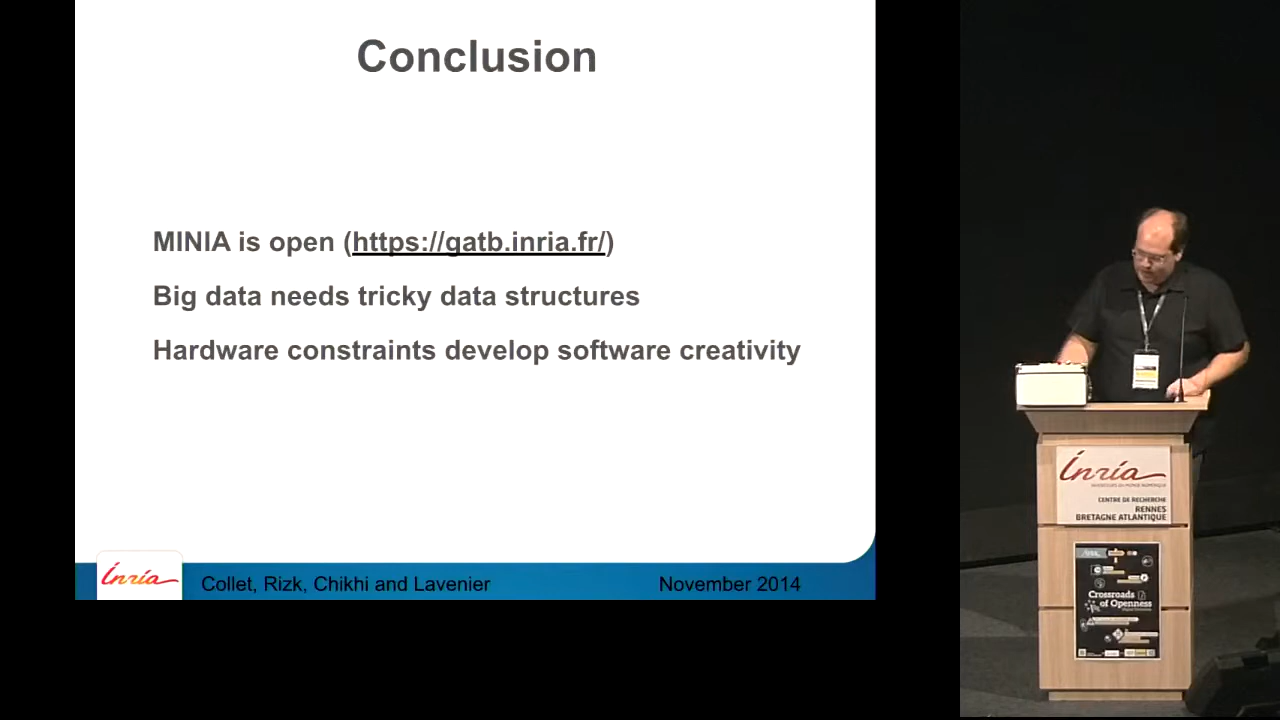 Conclusion
MINIA is open (https://gatb.inria.fr/)
Big data needs tricky data structures
Hardware constraints develop software creativity
Inria
Collet, Rizk, Chikhi and Lavenier
November 2014
Inria
CENTRE DE RECHERCHE
RENNES
BRETAGNE ATLANTIQUE
Crossroads
of Openness